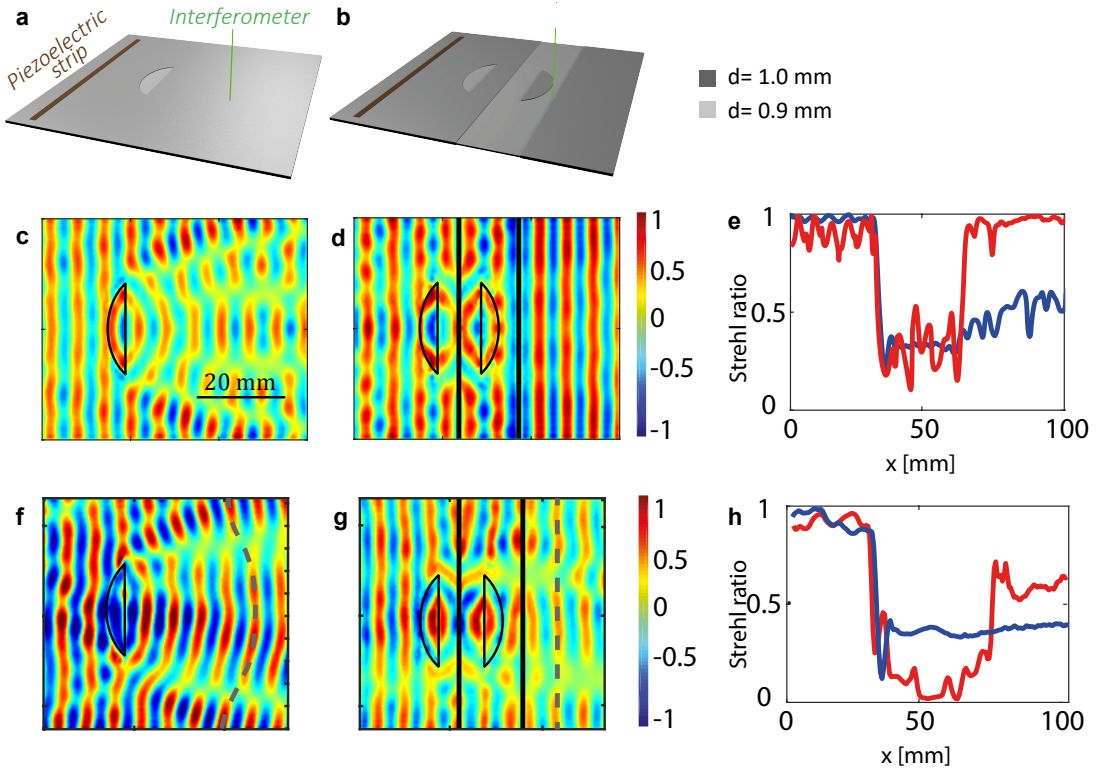 a
Interferometer
Piezoelectric
strip
b
d= 1.0 mm
d= 0.9 mm
c
20 mm
d
1
0.5
0
-0.5
-1
e
Strehl ratio
1
0.5
0
0
50
100
x [mm]
f
g
1
0.5
0
-0.5
-1
h
Strehl ratio
1
0.5
0
0
50
100
x [mm]